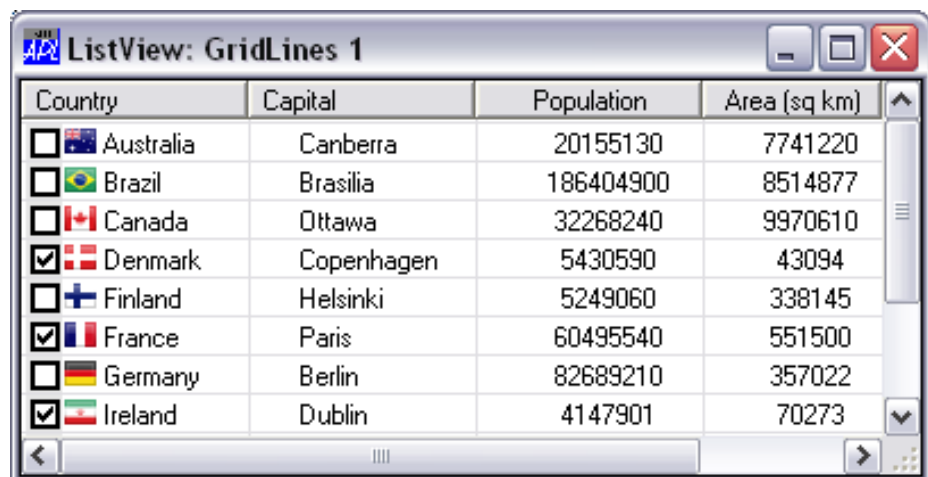 APL ListView: GridLines 1
Country Capital Population Area (sq km)
Australia Canberra 20155130 7741220
Brazil Brasilia 186404900 8514877
Canada Ottawa 32268240 9970610
Denmark Copenhagen 5430590 43094
Finland Helsinki 5249060 338145
France Paris 60495540 551500
Germany Berlin 82689210 357022
Ireland Dublin 4147901 70273